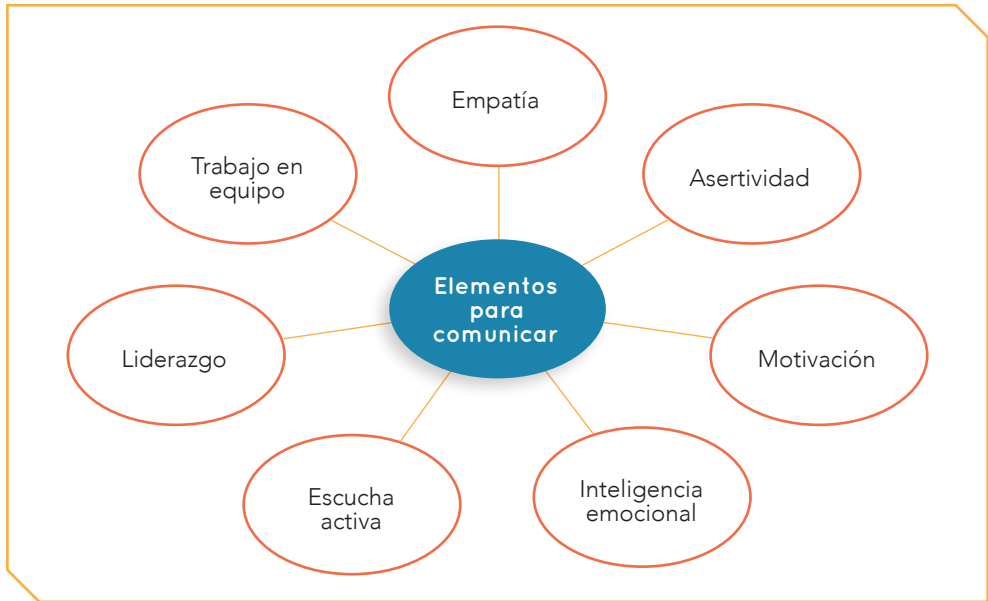 Empatía
Trabajo en
equipo
Asertividad
Elementos
para
comunicar
Liderazgo
Motivación
Escucha
activa
Inteligencia
emocional